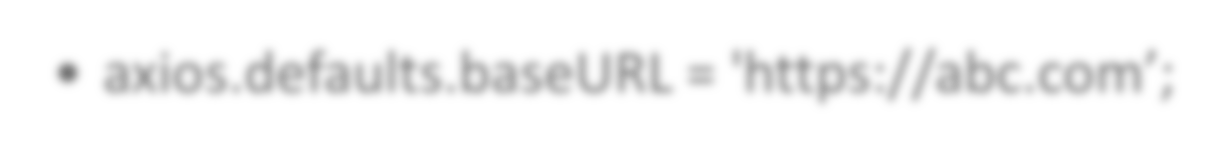 • axios.defaults.baseURL = 'https://abc.com’;